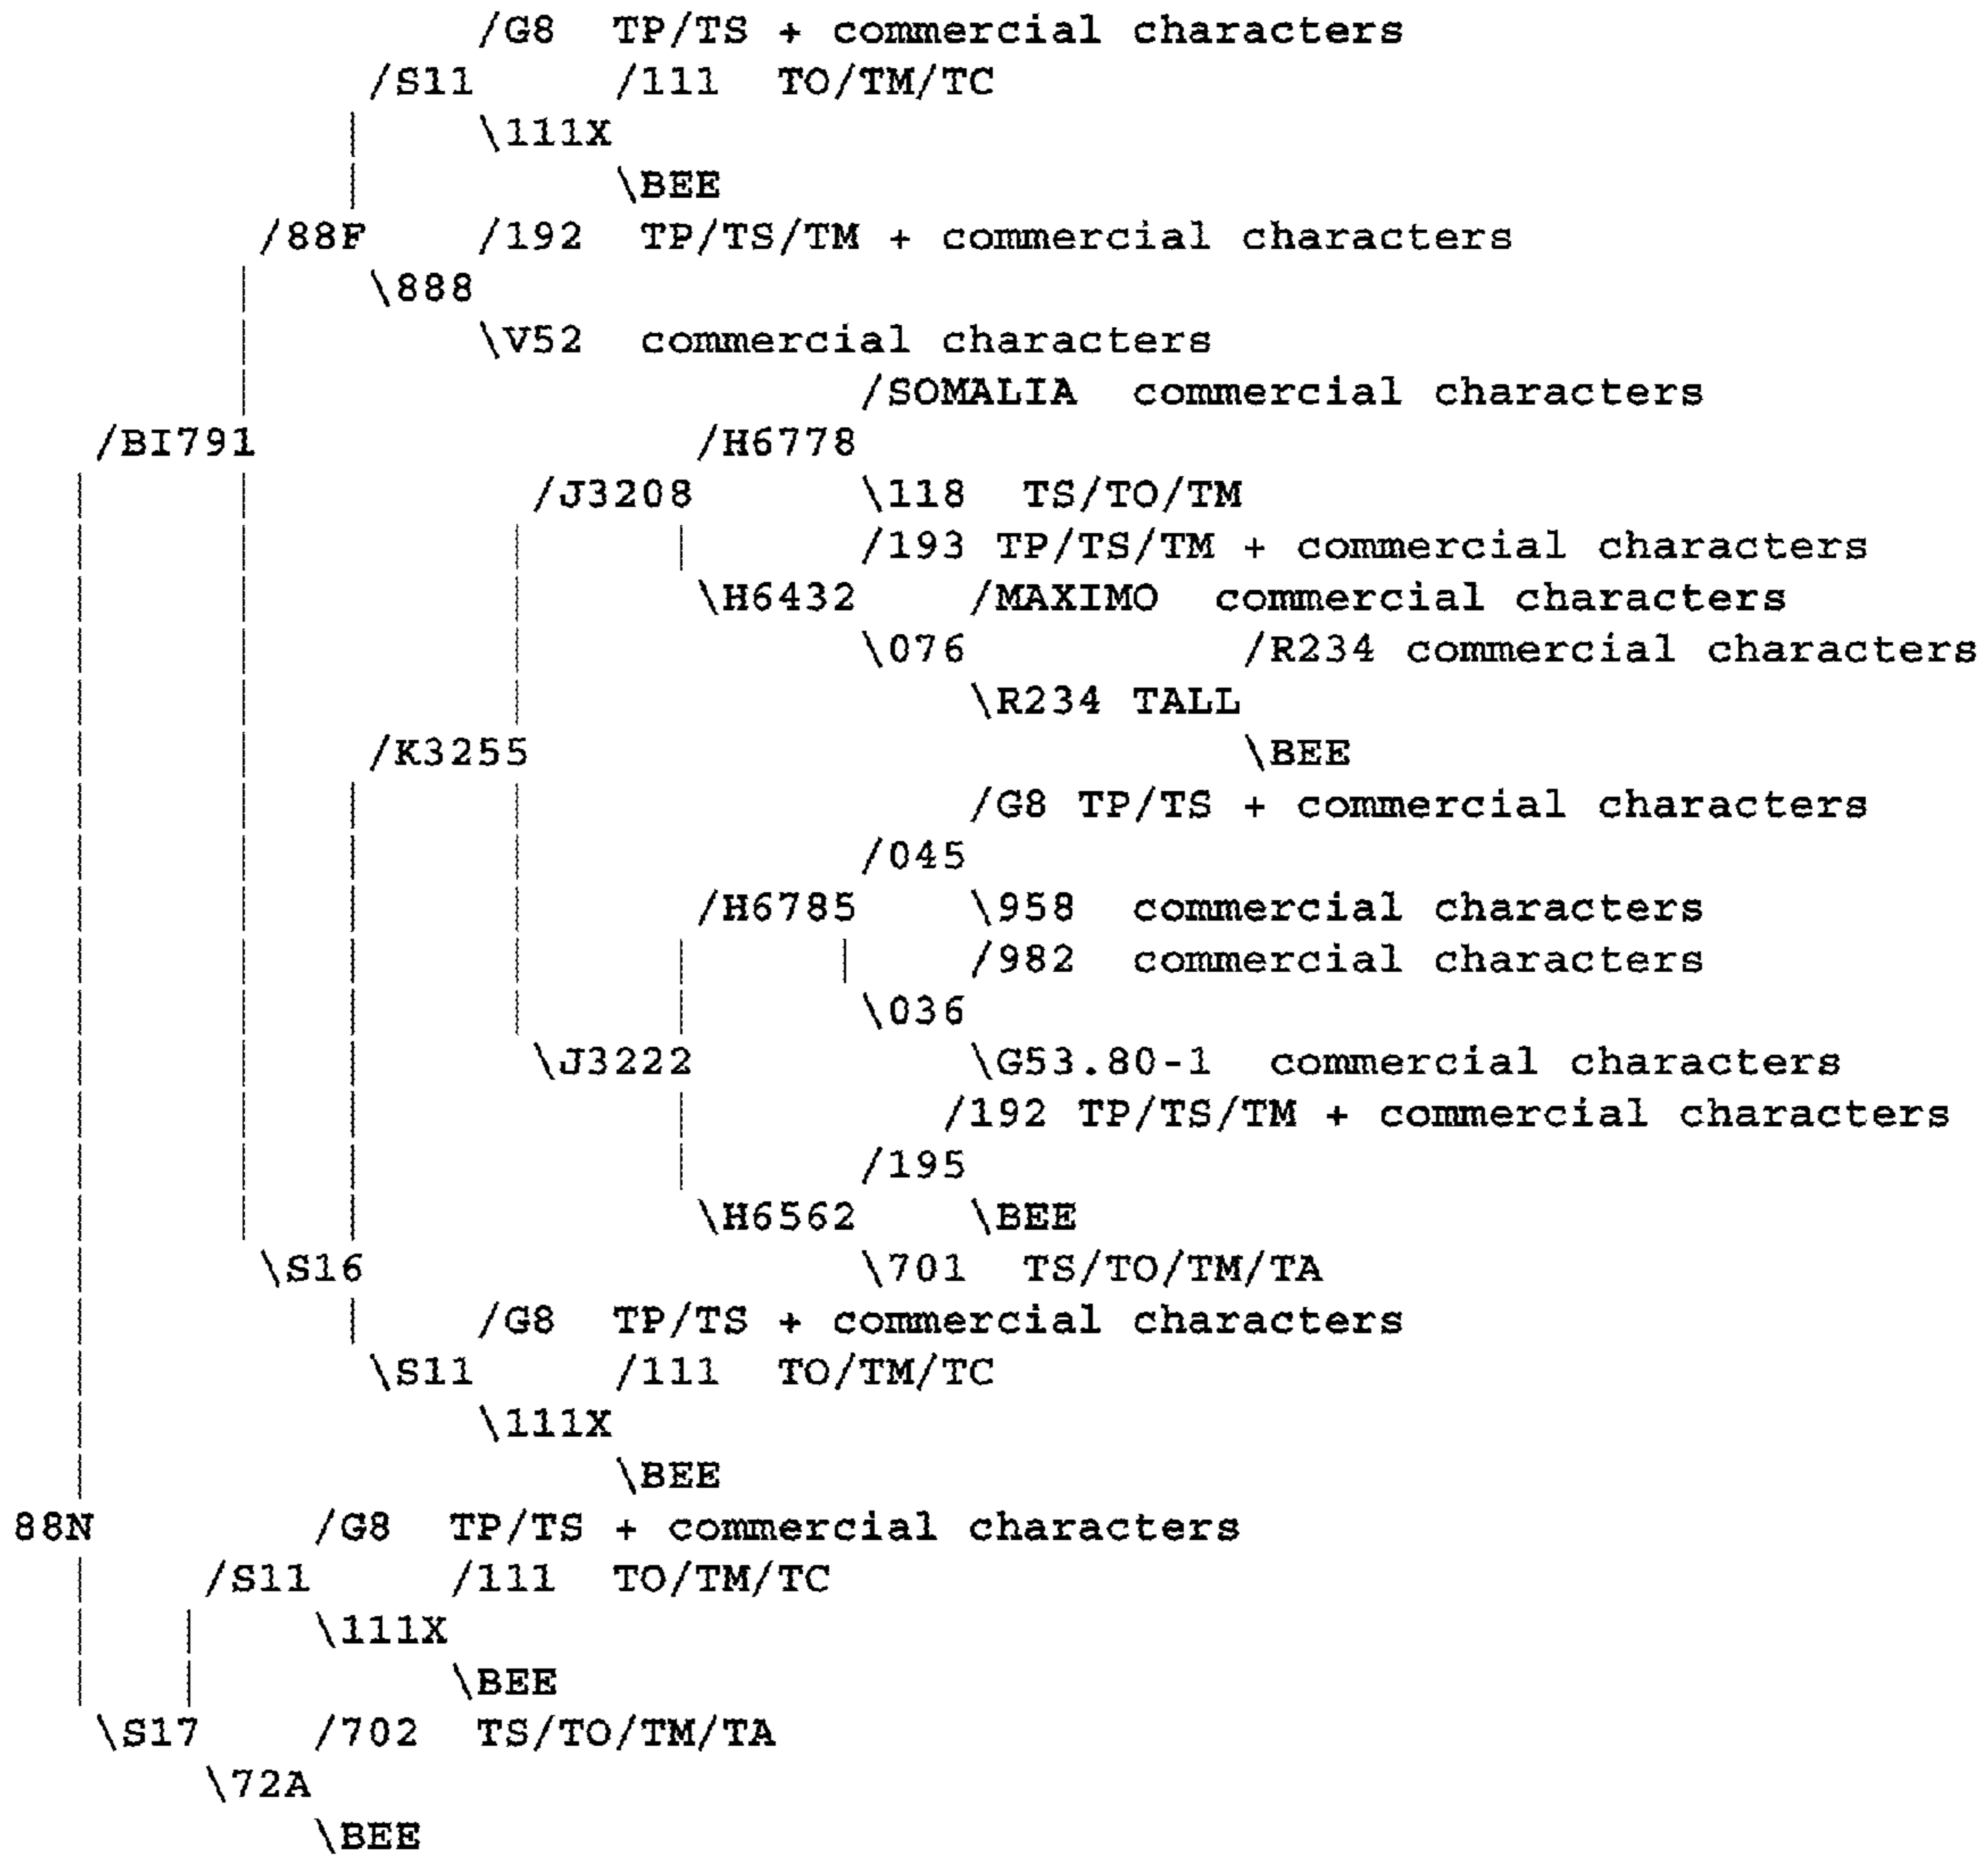 /G8 TP/TS + commercial characters
/S11 /111 TO/TM/TC
\111X
\BEE
/88F /192 TP/TS/TM + commercial characters
\888
\V52 commercial characters
/SOMALIA commercial characters
/BI791 /H6778
/J3208 \118 TS/TO/TM
/193 TP/TS/TM + commercial characters
\H6432 /MAXIMO commercial characters
\076 /R234 commercial characters
\R234 TALL
/K3255 \BEE
/G8 TP/TS + commercial characters
/045
/H6785 \958 commercial characters
/982 commercial characters
\036
\J3222 \G53.80-1 commercial characters
/192 TP/TS/TM + commercial characters
/195
\H6562 \BEE
\S16 \701 TS/TO/TM/TA
/G8 TP/TS + commercial characters
\S11 /111 TO/TM/TC
\111X
\BEE
88N /G8 TP/TS + commercial characters
/S11 /111 TO/TM/TC
\111X
\BEE
\S17 /702 TS/TO/TM/TA
\72A
\BEE